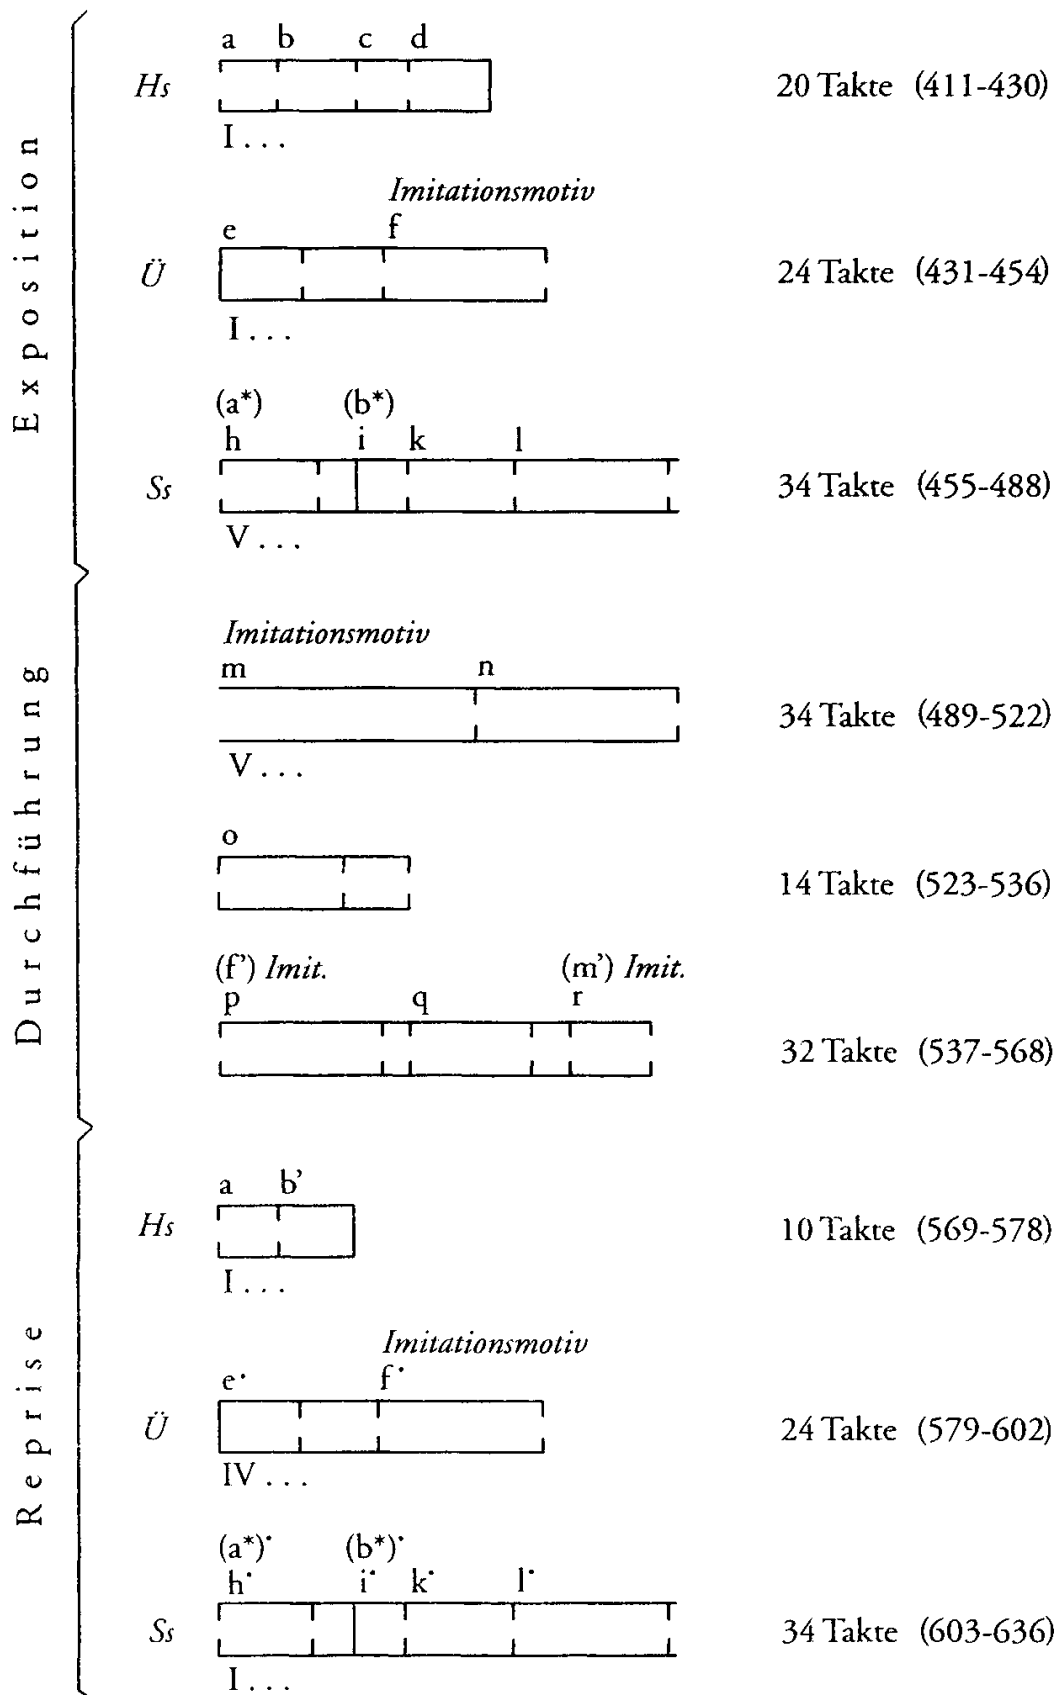 Exposition
a b c d
Hs 20 Takte (411-430)
I . . .
Imitationsmotiv
e f
Ü 24 Takte (431-454)
I . . .
(a*) (b*)
h i k l
Ss 34 Takte (455-488)
V . . .
Durchführung
Imitationsmotiv
m n
34 Takte (489-522)
V . . .
o
14 Takte (523-536)
(f’) Imit. (m’) Imit.
p q r
32 Takte (537-568)
Reprise
a b’
Hs 10 Takte (569-578)
I . . .
Imitationsmotiv
e· f·
Ü 24 Takte (579-602)
IV . . .
(a*)· (b*)·
h· i· k· l·
Ss 34 Takte (603-636)
I . . .